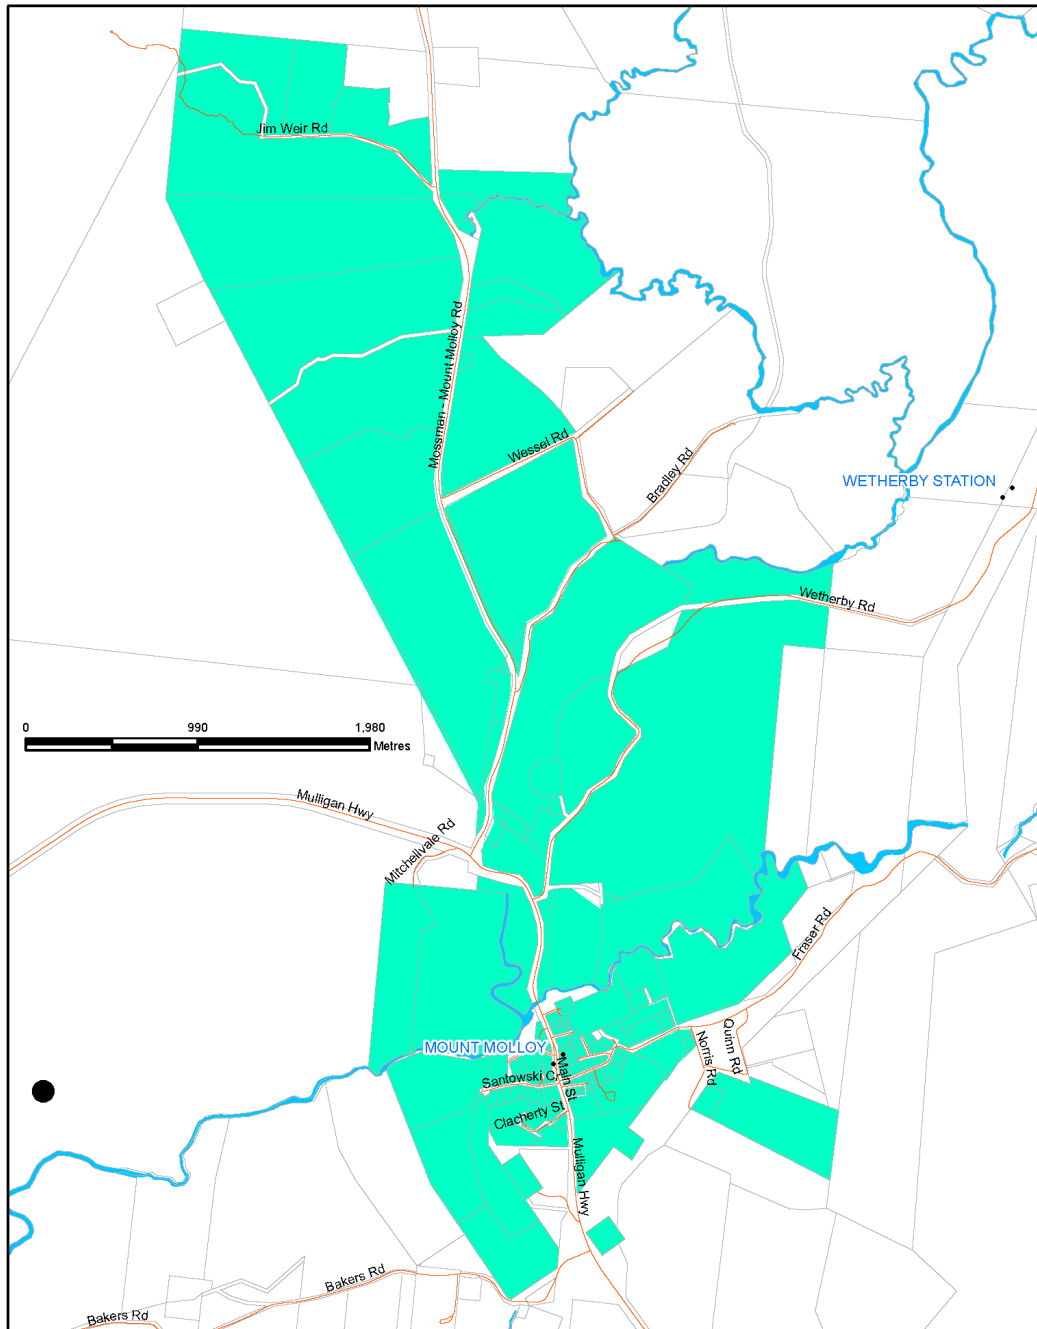 Jim Weir Rd
Mossman - Mount Molloy Rd
Wessel Rd
Bradley Rd
WETHERBY STATION
Wetherby Rd
0 990 1,980
Metres
Mulligan Hwy
Mitchellvale Rd
Fraser Rd
Quinn Rd
Norris Rd
MOUNT MOLLOY
Main St
Santowski C
Clacherty St
Mulligan Hwy
Bakers Rd
Bakers Rd